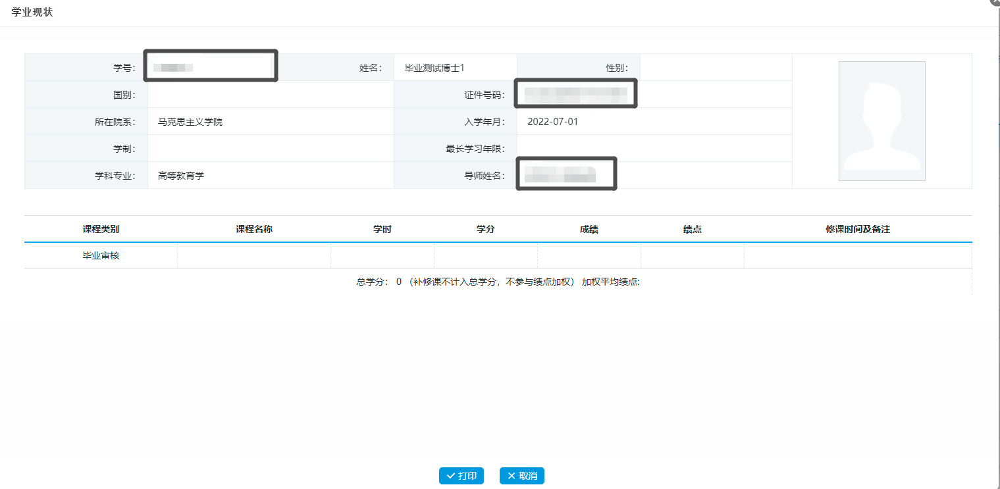 学业现状
学号： 姓名： 毕业测试博士1 性别：
国别： 证件号码：
所在院系： 马克思主义学院 入学年月： 2022-07-01
学制： 最长学习年限：
学科专业： 高等教育学 导师姓名：
课程类别 课程名称 学时 学分 成绩 绩点 修课时间及备注
毕业审核
总学分： 0 （补修课不计入总学分，不参与绩点加权） 加权平均绩点:
打印 取消